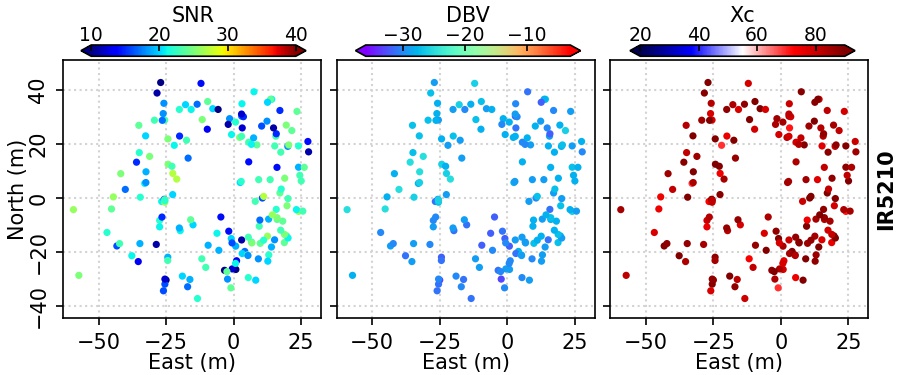 SNR DBV Xc
10 20 30 40 −30 −20 −10 20 40 60 80
North (m)
40
20
0
−20
−40
−50 −25 0 25 −50 −25 0 25 −50 −25 0 25
East (m) East (m) East (m)
IR5210